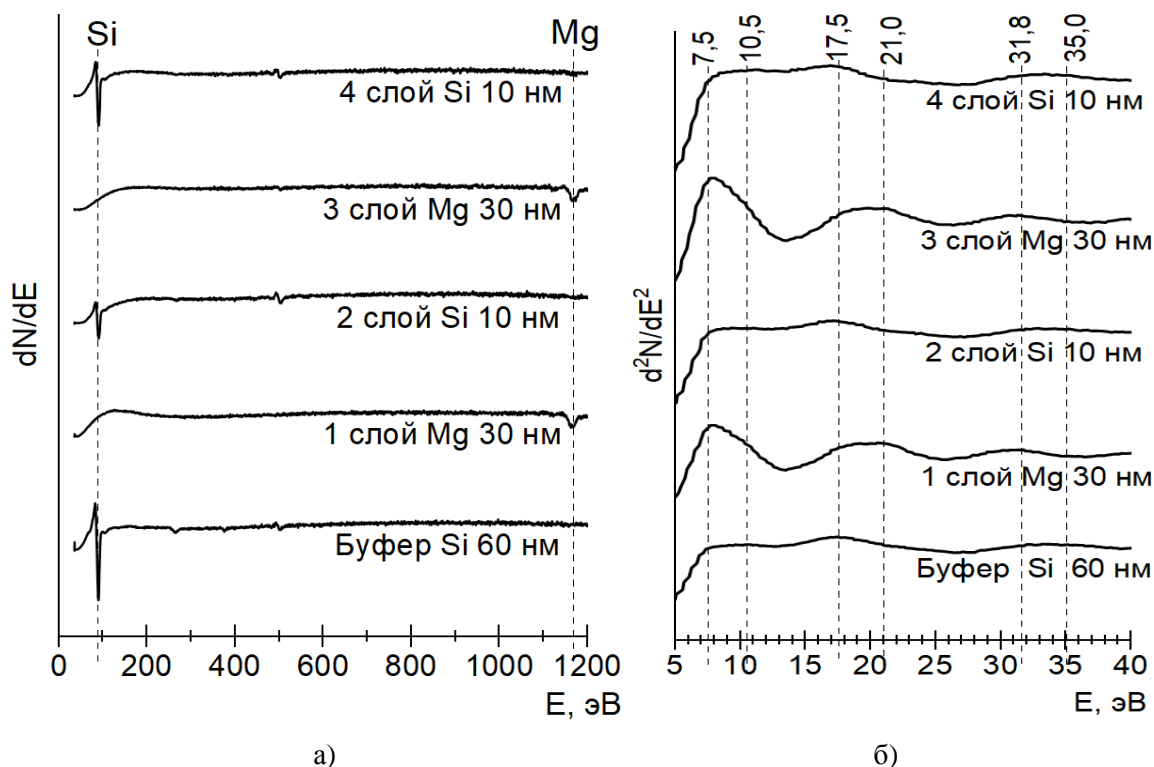 Si
Mg
4 слой Si 10 нм
3 слой Mg 30 нм
2 слой Si 10 нм
1 слой Mg 30 нм
Буфер Si 60 нм
dN/dE
0 200 400 600 800 1000 1200
E, эВ
а)
7,5 10,5 17,5 21,0 31,8 35,0
4 слой Si 10 нм
3 слой Mg 30 нм
2 слой Si 10 нм
1 слой Mg 30 нм
Буфер Si 60 нм
d²N/dE²
5 10 15 20 25 30 35 40
E, эВ
б)